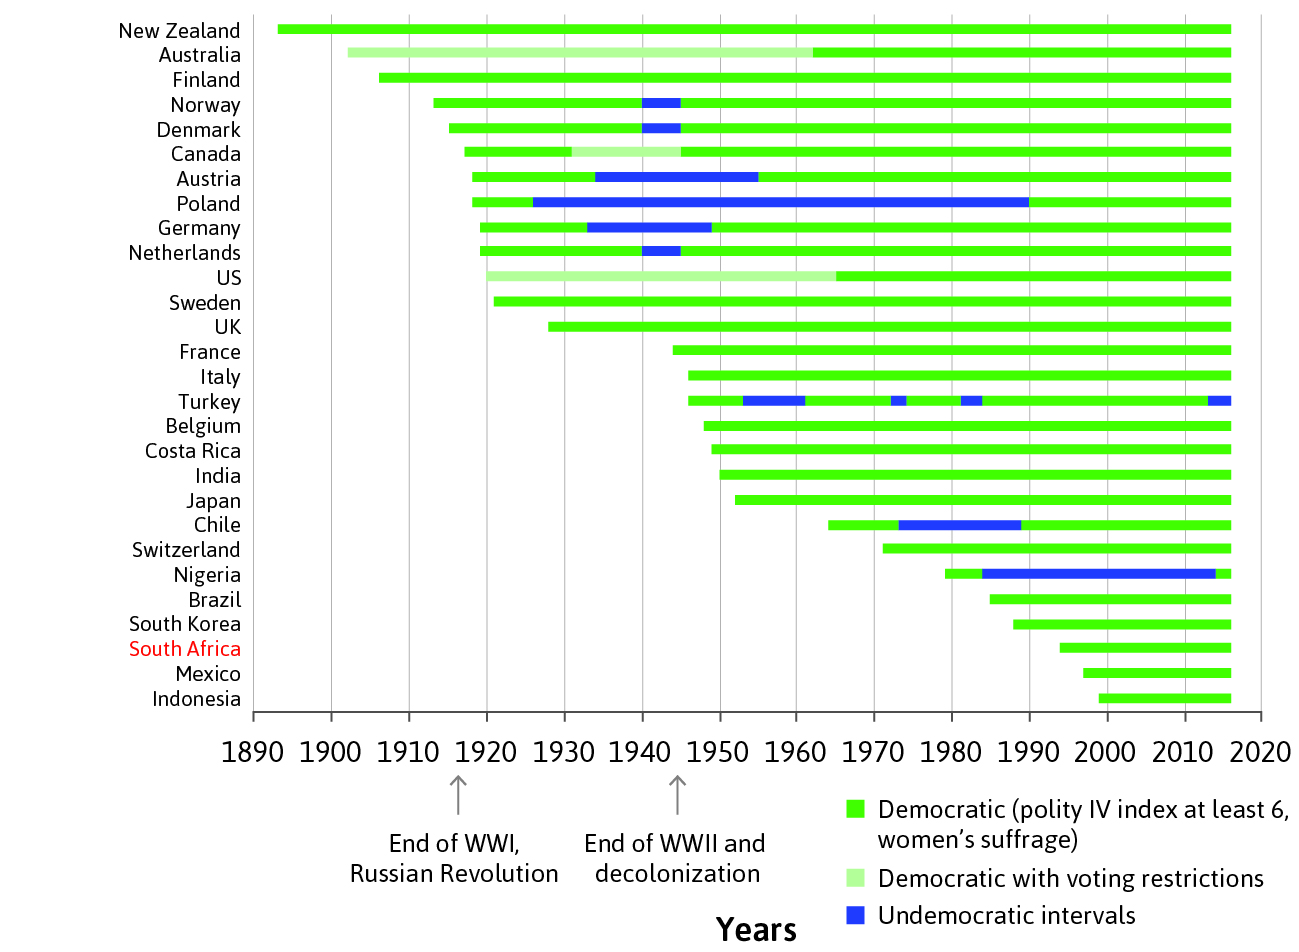 New Zealand
Australia
Finland
Norway
Denmark
Canada
Austria
Poland
Germany
Netherlands
US
Sweden
UK
France
Italy
Turkey
Belgium
Costa Rica
India
Japan
Chile
Switzerland
Nigeria
Brazil
South Korea
South Africa
Mexico
Indonesia
1890 1900 1910 1920 1930 1940 1950 1960 1970 1980 1990 2000 2010 2020
End of WWI,
Russian Revolution
End of WWII and
decolonization
Democratic (polity IV index at least 6,
women’s suffrage)
Democratic with voting restrictions
Undemocratic intervals
Years